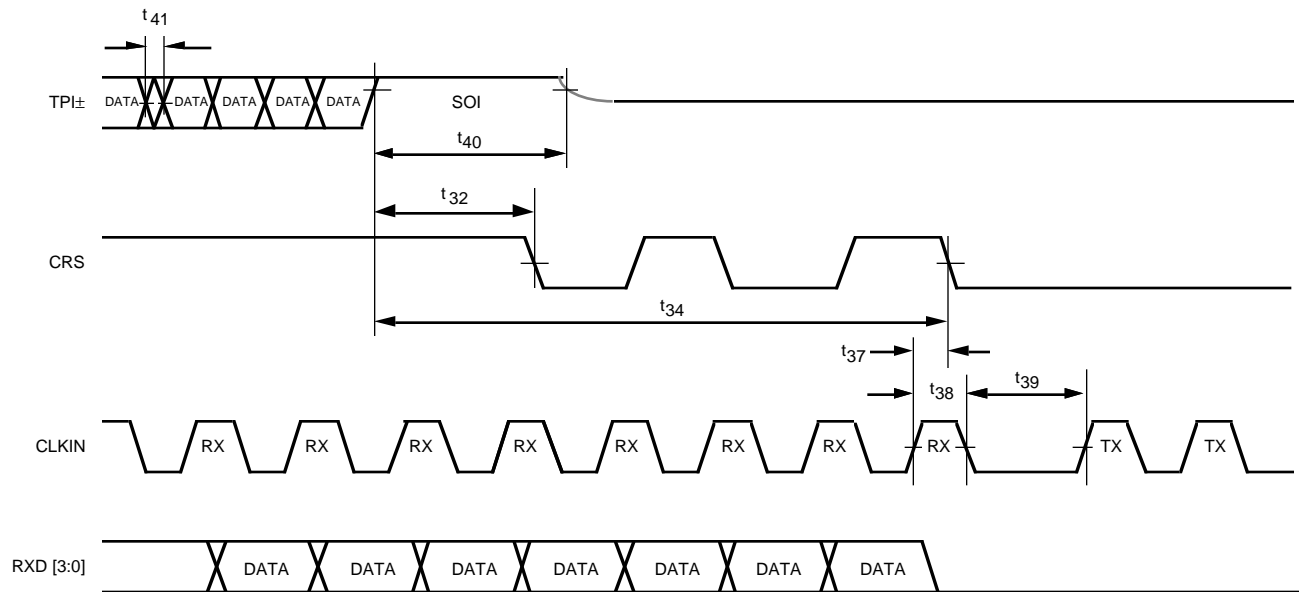 t41
TPI±
DATA DATA DATA DATA DATA SOI
t40
t32
CRS
t34
t37
t38 t39
CLKIN RX RX RX RX RX RX RX RX TX TX
RXD [3:0] DATA DATA DATA DATA DATA DATA DATA